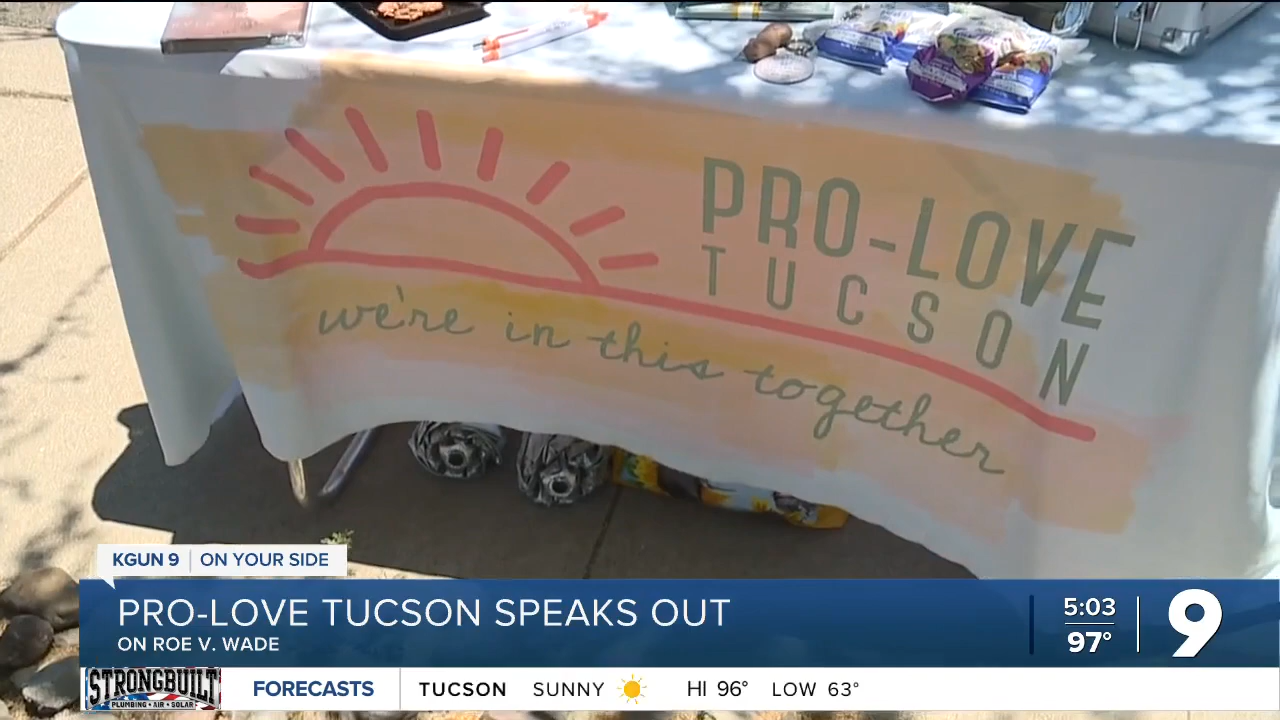 PRO-LOVE
TUCSON
we're in this together
KGUN 9 | ON YOUR SIDE
PRO-LOVE TUCSON SPEAKS OUT
ON ROE V. WADE
5:03
97°
9
STRONGBUILT
PLUMBING • AIR • SOLAR
FORECASTS
TUCSON SUNNY HI 96° LOW 63°